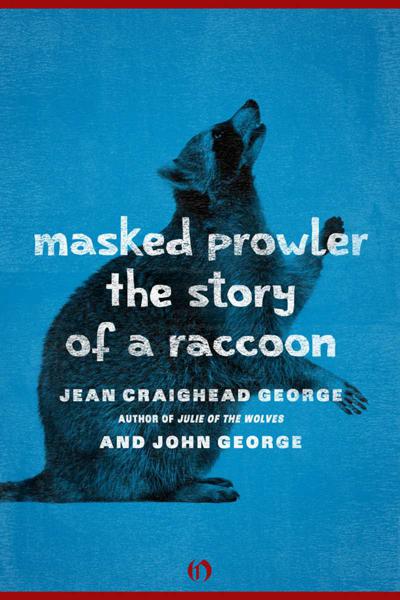 masked prowler
the story
of a raccoon
JEAN CRAIGHEAD GEORGE
AUTHOR OF JULIE OF THE WOLVES
AND JOHN GEORGE